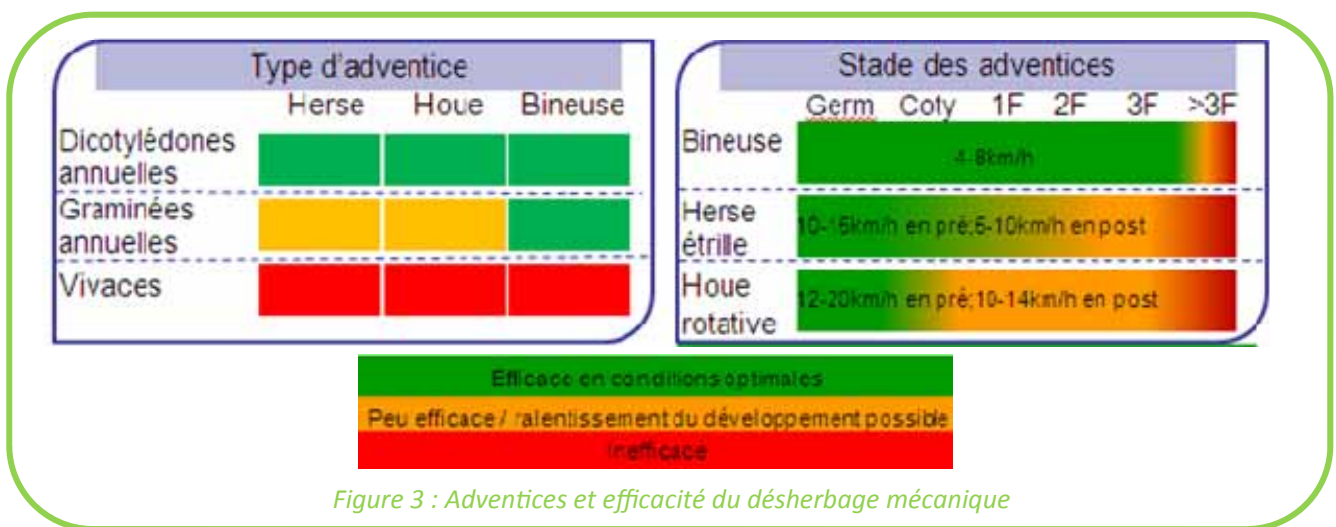 Type d'adventice
Herse Houe Bineuse
Dicotylédones
annuelles
Graminées
annuelles
Vivaces
Stade des adventices
Germ Coty 1F 2F 3F >3F
Bineuse
4-8km/h
Herse
étrille
10-15km/h en pré;5-10km/h en post
Houe
rotative
12-20km/h en pré;10-14km/h en post
Efficace en conditions optimales
Peu efficace / ralentissement du développement possible
Inefficace
Figure 3 : Adventices et efficacité du désherbage mécanique